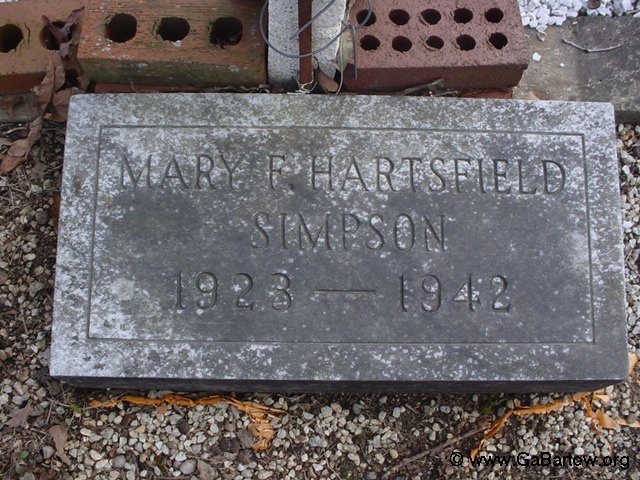 MARY F. HARTSFIELD
SIMPSON
1923 — 1942
© www.GaBartow.org